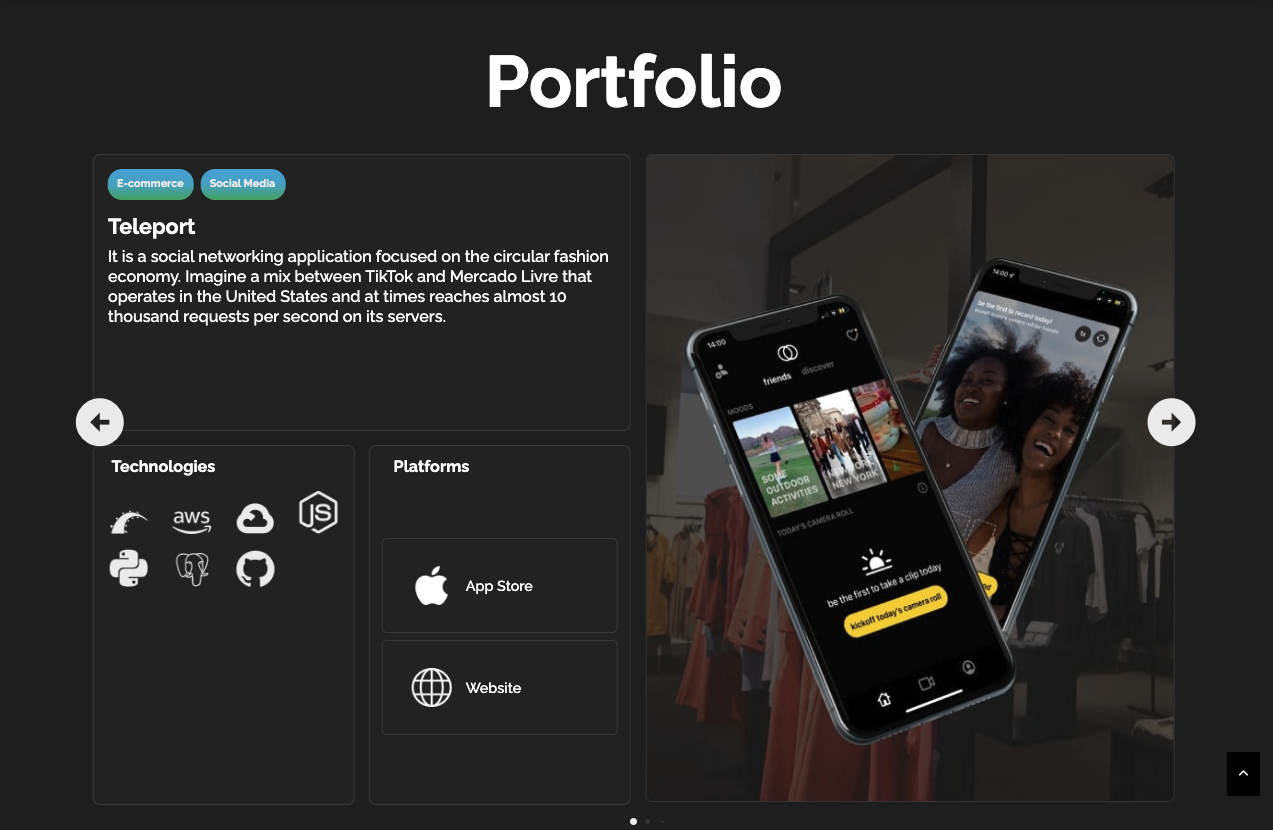 Portfolio
E-commerce
Social Media
Teleport
It is a social networking application focused on the circular fashion
economy. Imagine a mix between TikTok and Mercado Livre that
operates in the United States and at times reaches almost 10
thousand requests per second on its servers.
Technologies
aws
JS
Platforms
App Store
Website
14:00
friends
discover
MOODS
SOME
OUTDOOR
ACTIVITIES
NEW YORK
TODAY'S CAMERA ROLL
be the first to take a clip today
kickoff today's camera roll
14:00
be the first to record today!
1x